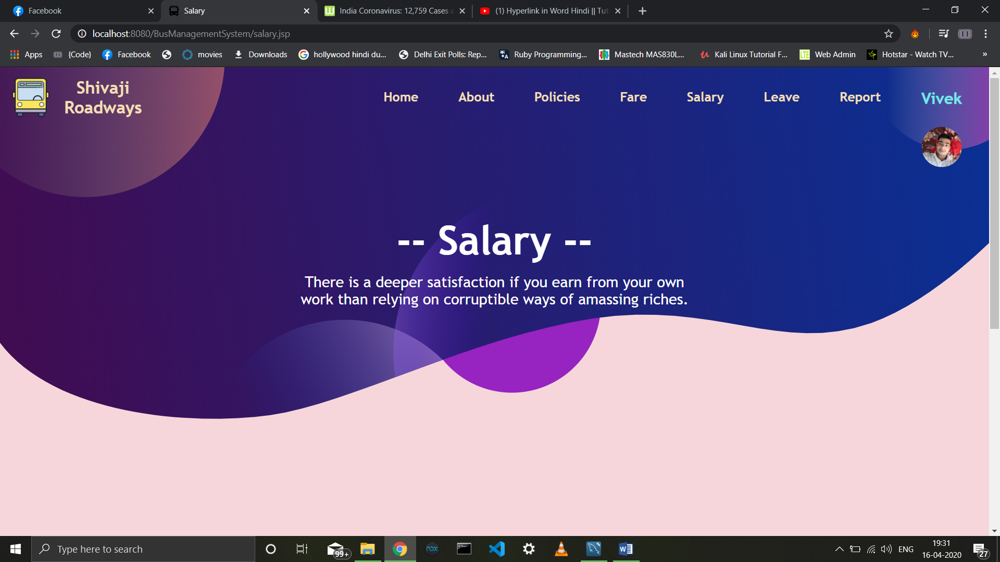 Facebook
Salary
India Coronavirus: 12,759 Cases a
(1) Hyperlink in Word Hindi || Tut
localhost:8080/BusManagementSystem/salary.jsp
Apps
{Code}
Facebook
movies
Downloads
hollywood hindi du...
Delhi Exit Polls: Rep...
Ruby Programming...
Mastech MAS830L...
Kali Linux Tutorial F...
LTE
Web Admin
Hotstar - Watch TV...
»
Shivaji
Roadways
Home
About
Policies
Fare
Salary
Leave
Report
Vivek
-- Salary --
There is a deeper satisfaction if you earn from your own
work than relying on corruptible ways of amassing riches.
Type here to search
99+
nox
ENG
19:31
16-04-2020
27